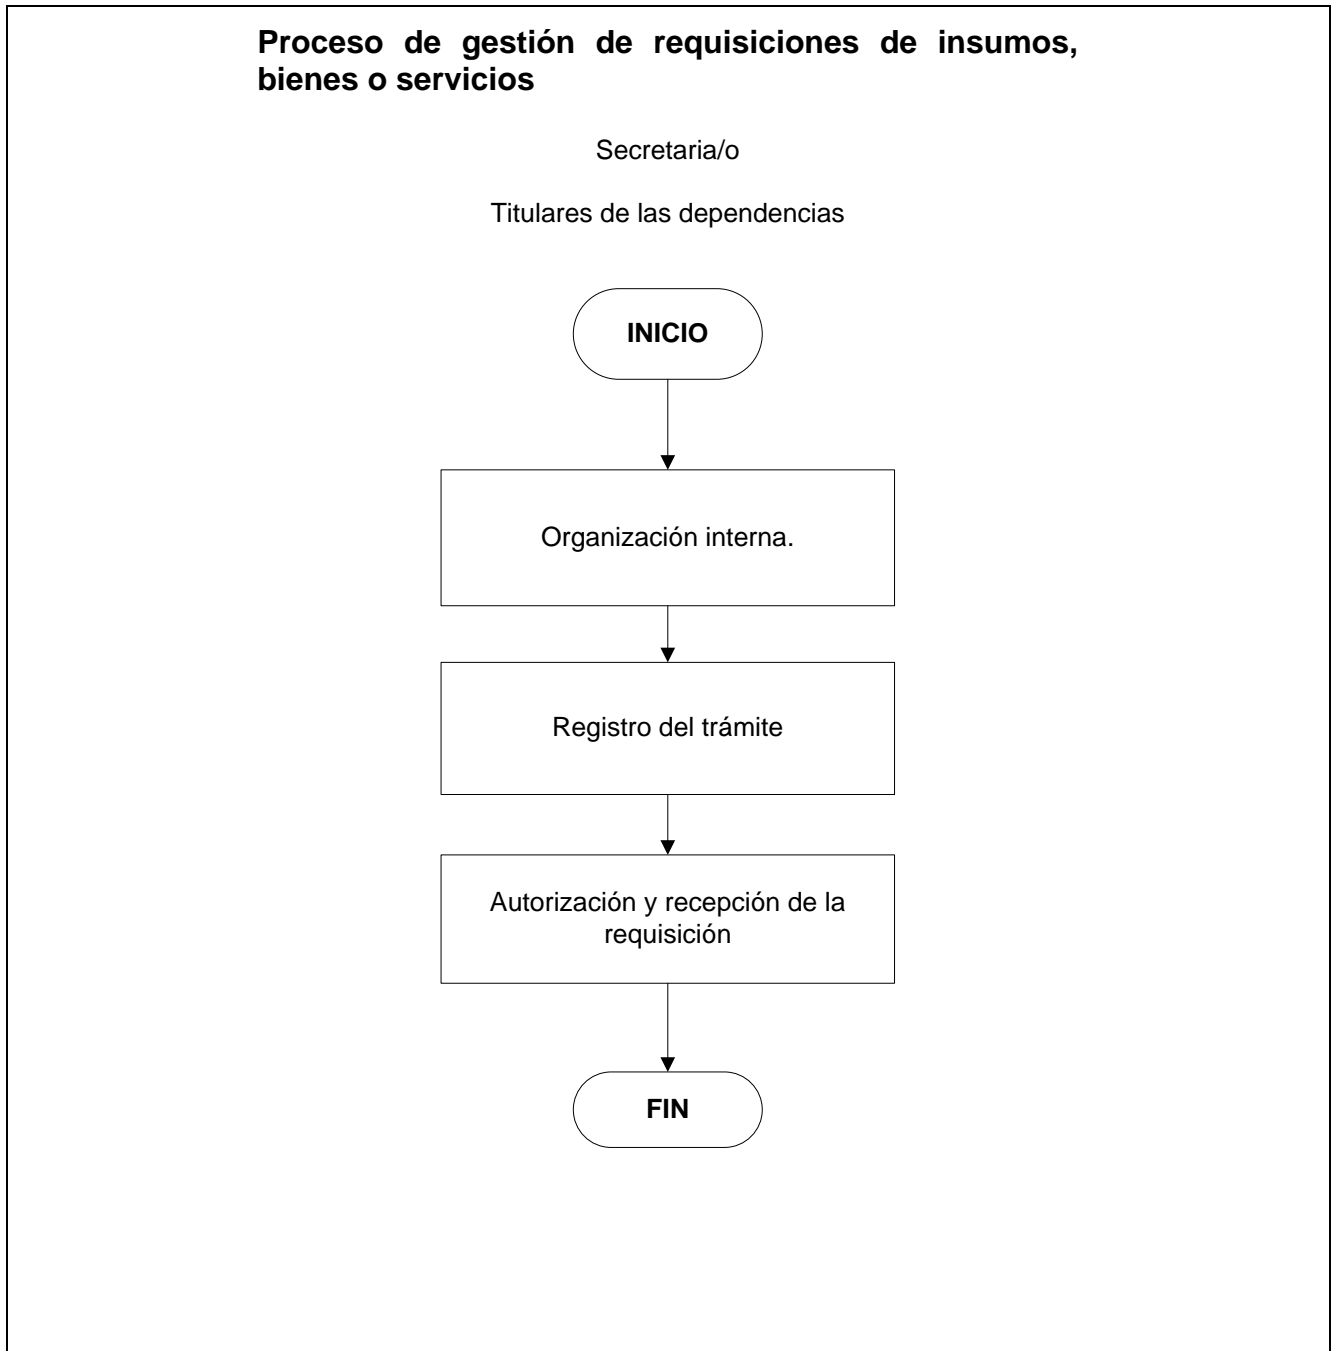 Proceso de gestión de requisiciones de insumos,
bienes o servicios
Secretaria/o
Titulares de las dependencias
INICIO
Organización interna.
Registro del trámite
Autorización y recepción de la
requisición
FIN